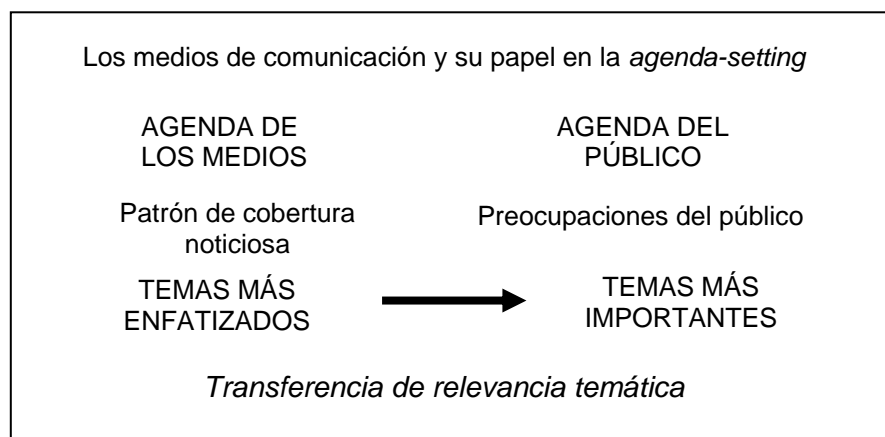 Los medios de comunicación y su papel en la agenda-setting
AGENDA DE
LOS MEDIOS
AGENDA DEL
PÚBLICO
Patrón de cobertura
noticiosa
Preocupaciones del público
TEMAS MÁS
ENFATIZADOS
TEMAS MÁS
IMPORTANTES
Transferencia de relevancia temática